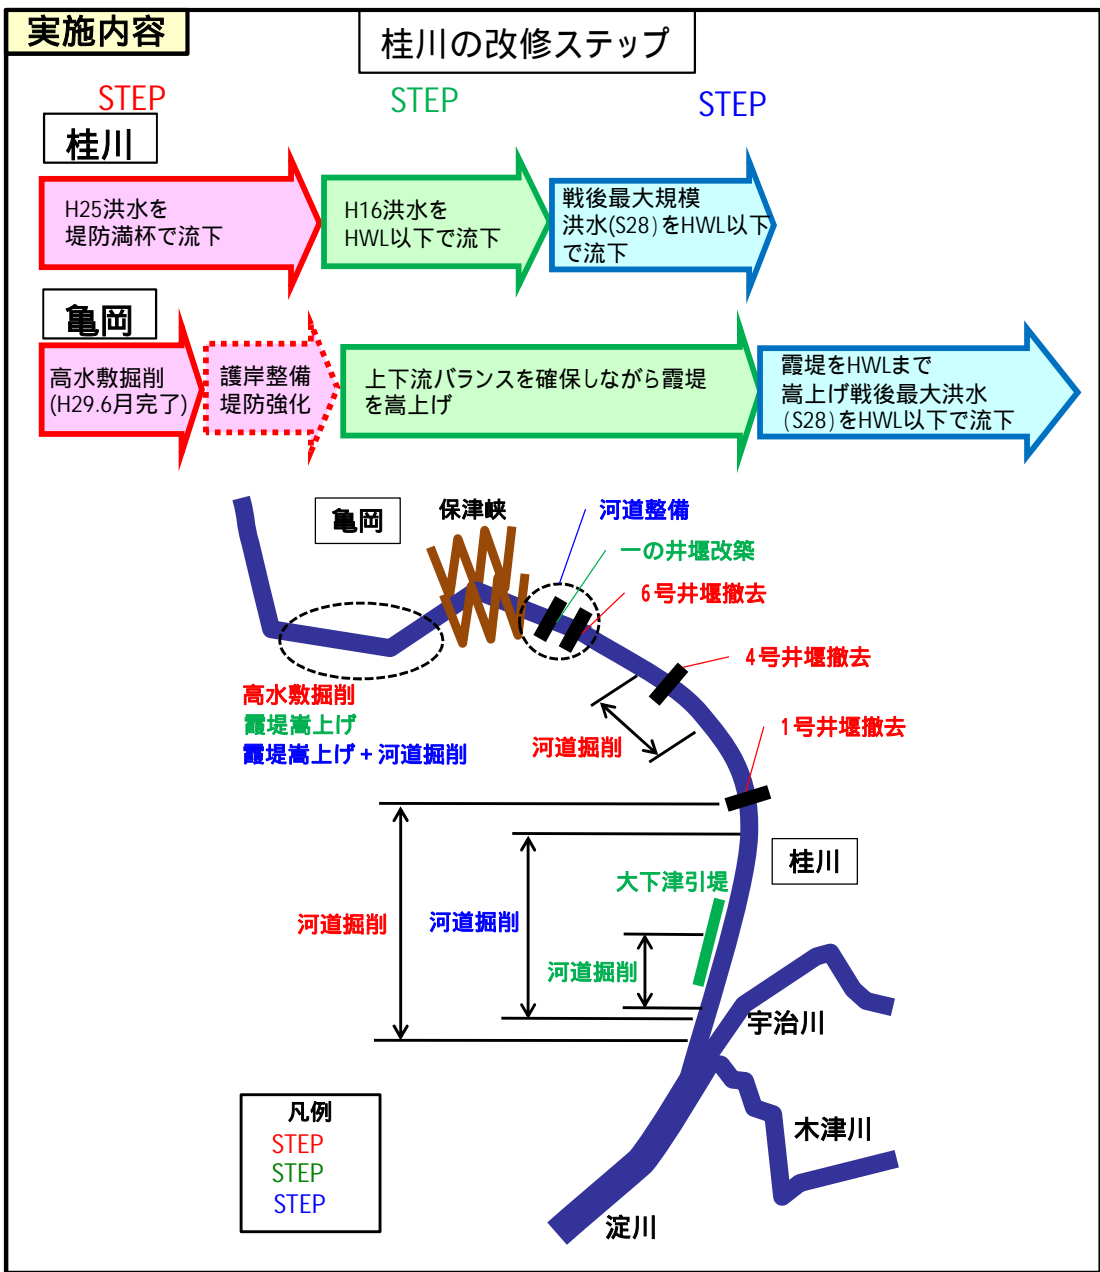 実施内容
桂川の改修ステップ
STEP
STEP
STEP
桂川
H25洪水を
堤防満杯で流下
H16洪水を
HWL以下で流下
戦後最大規模
洪水(S28)をHWL以下
で流下
亀岡
高水敷掘削
(H29.6月完了)
護岸整備
堤防強化
上下流バランスを確保しながら霞堤
を嵩上げ
霞堤をHWLまで
嵩上げ戦後最大洪水
(S28)をHWL以下で流下
亀岡
保津峡
河道整備
一の井堰改築
6号井堰撤去
4号井堰撤去
1号井堰撤去
高水敷掘削
霞堤嵩上げ
霞堤嵩上げ+河道掘削
河道掘削
桂川
大下津引堤
河道掘削
河道掘削
河道掘削
宇治川
木津川
淀川
凡例
STEP
STEP
STEP